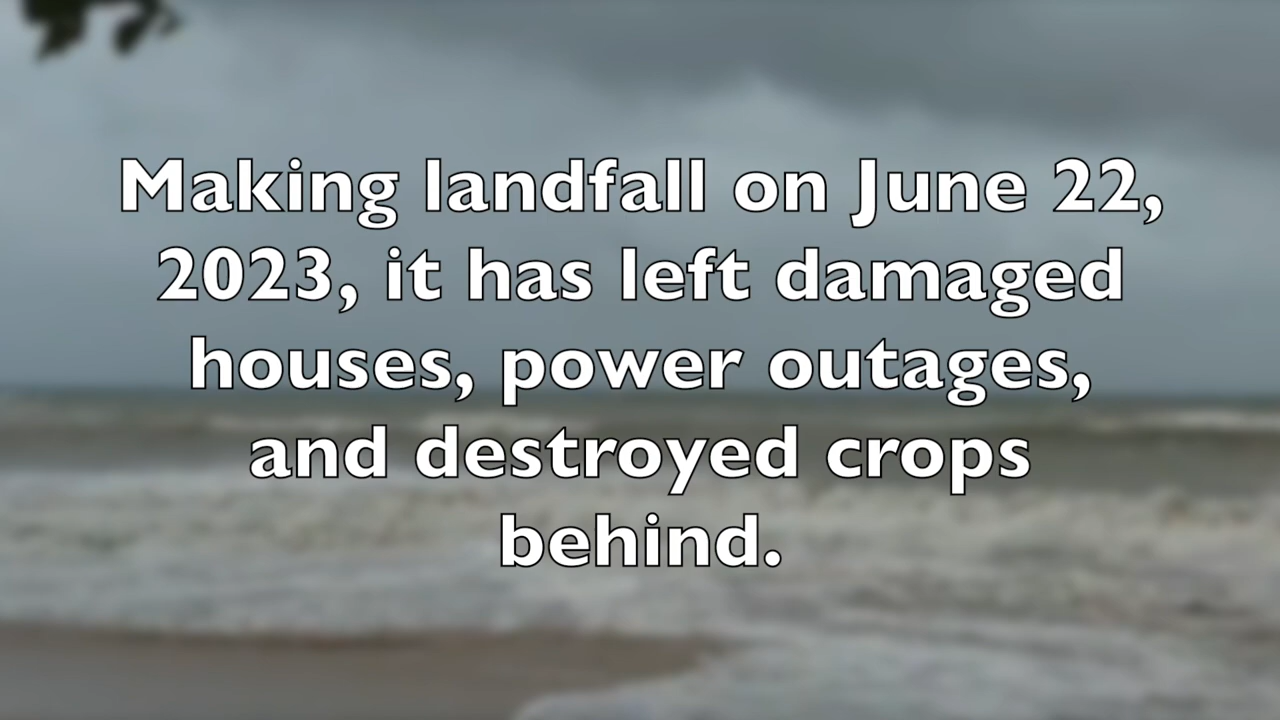 Making landfall on June 22,
2023, it has left damaged
houses, power outages,
and destroyed crops
behind.